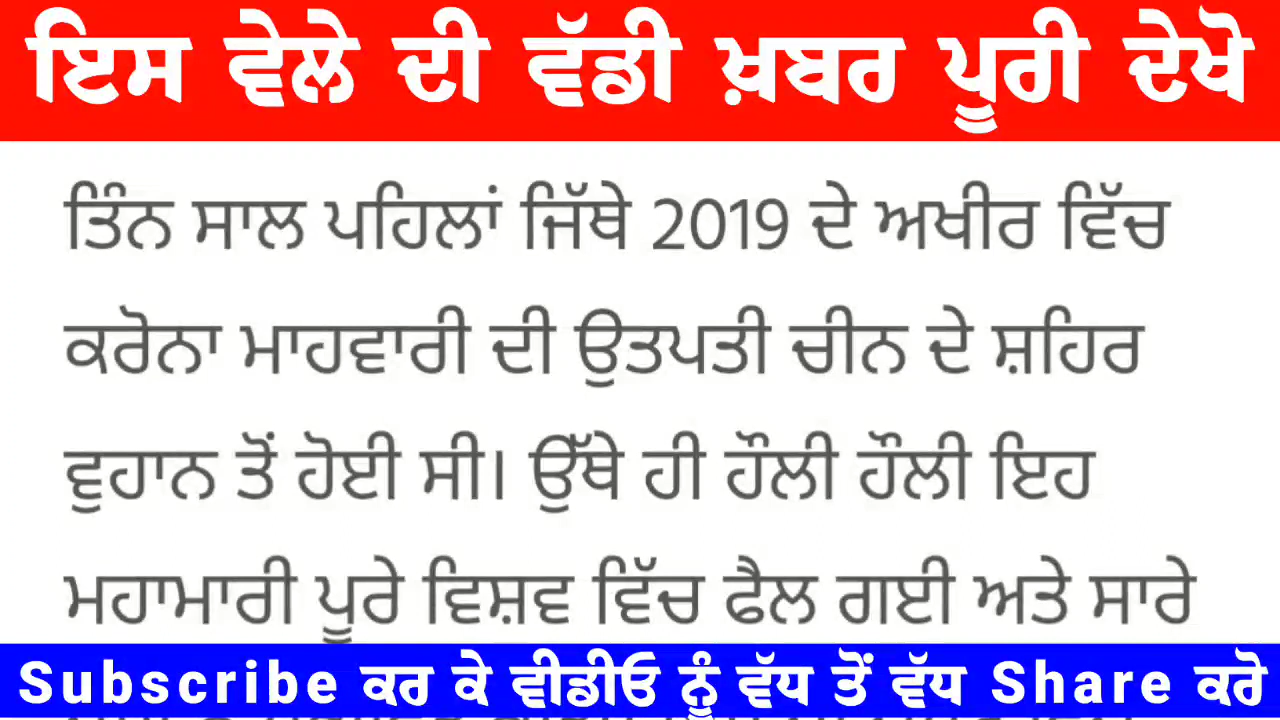 ਇਸ ਵੇਲੇ ਦੀ ਵੱਡੀ ਖ਼ਬਰ ਪੂਰੀ ਦੇਖੋ
ਤਿੰਨ ਸਾਲ ਪਹਿਲਾਂ ਜਿੱਥੇ 2019 ਦੇ ਅਖੀਰ ਵਿੱਚ
ਕਰੋਨਾ ਮਾਹਵਾਰੀ ਦੀ ਉਤਪਤੀ ਚੀਨ ਦੇ ਸ਼ਹਿਰ
ਵੁਹਾਨ ਤੋਂ ਹੋਈ ਸੀ। ਉੱਥੇ ਹੀ ਹੌਲੀ ਹੌਲੀ ਇਹ
ਮਹਾਮਾਰੀ ਪੂਰੇ ਵਿਸ਼ਵ ਵਿੱਚ ਫੈਲ ਗਈ ਅਤੇ ਸਾਰੇ
Subscribe ਕਰ ਕੇ ਵੀਡੀਓ ਨੂੰ ਵੱਧ ਤੋਂ ਵੱਧ Share ਕਰੋ